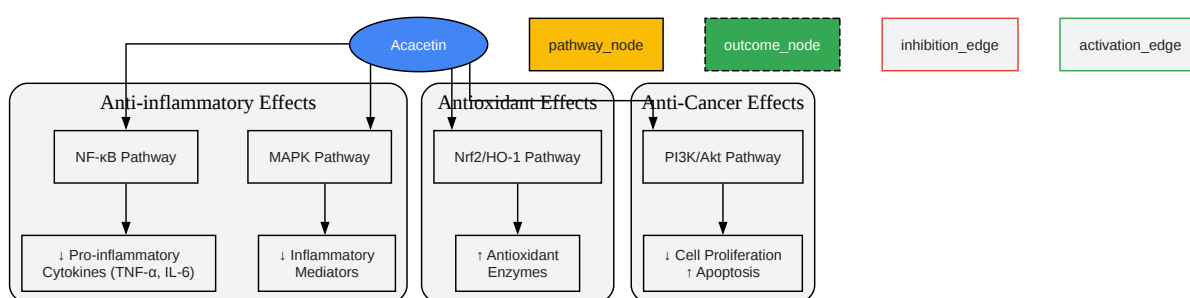 Acacetin
pathway_node
outcome_node
inhibition_edge
activation_edge
Anti-inflammatory Effects
Antioxidant Effects
Anti-Cancer Effects
NF-κB Pathway
MAPK Pathway
Nrf2/HO-1 Pathway
PI3K/Akt Pathway
↓ Pro-inflammatory
Cytokines (TNF-α, IL-6)
↓ Inflammatory
Mediators
↑ Antioxidant
Enzymes
↓ Cell Proliferation
↑ Apoptosis